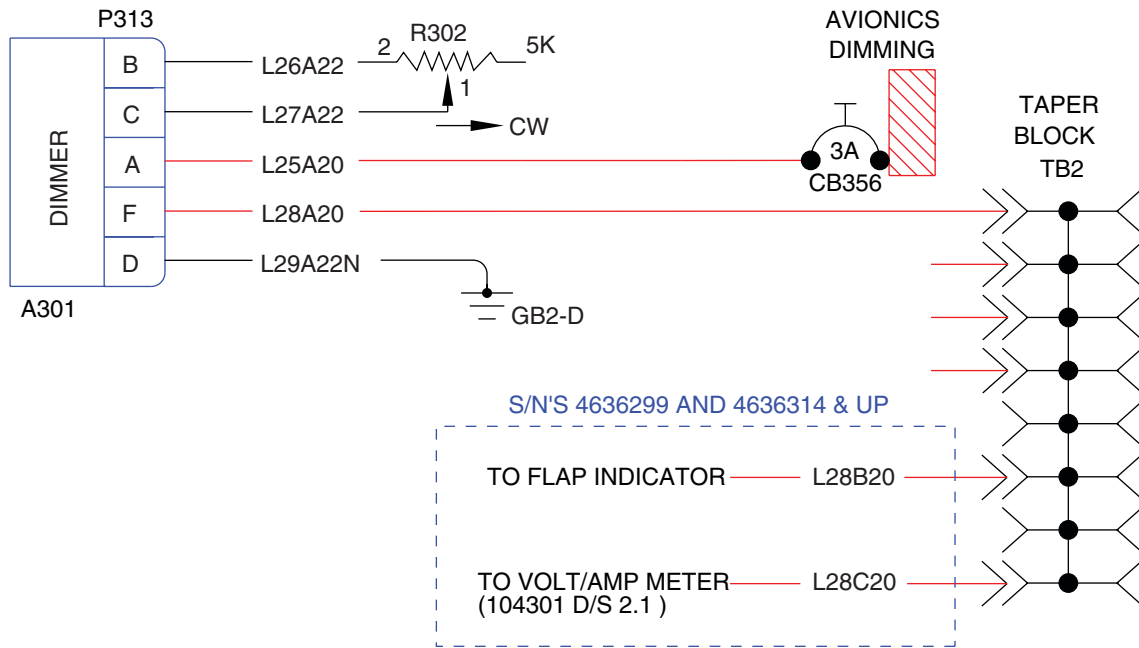 P313
DIMMER
B
C
A
F
D
A301
L26A22
L27A22
L25A20
L28A20
L29A22N
2
R302
5K
1
CW
GB2-D
AVIONICS
DIMMING
3A
CB356
TAPER
BLOCK
TB2
S/N'S 4636299 AND 4636314 & UP
TO FLAP INDICATOR L28B20
TO VOLT/AMP METER L28C20
(104301 D/S 2.1 )